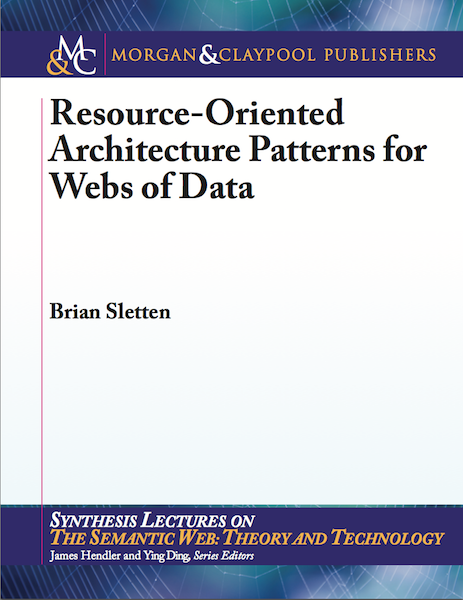 M&C MORGAN&CLAYPOOL PUBLISHERS
Resource-Oriented
Architecture Patterns for
Webs of Data
Brian Sletten
SYNTHESIS LECTURES ON
THE SEMANTIC WEB: THEORY AND TECHNOLOGY
James Hendler and Ying Ding, Series Editors